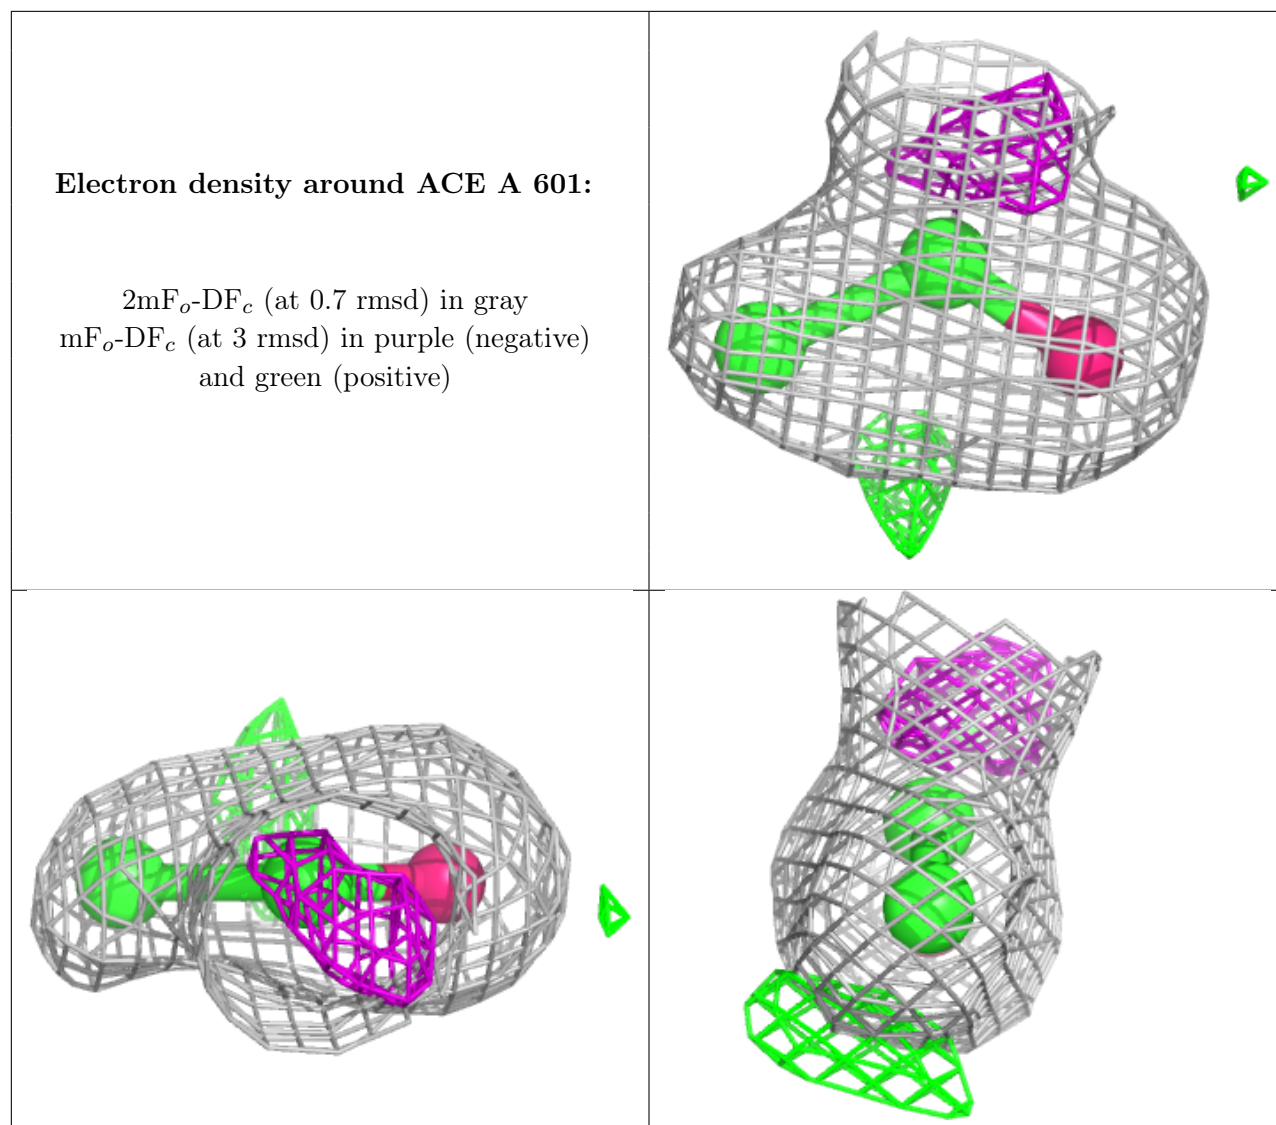 Electron density around ACE A 601:
2mFₒ-DF𝒸 (at 0.7 rmsd) in gray
mFₒ-DF𝒸 (at 3 rmsd) in purple (negative)
and green (positive)